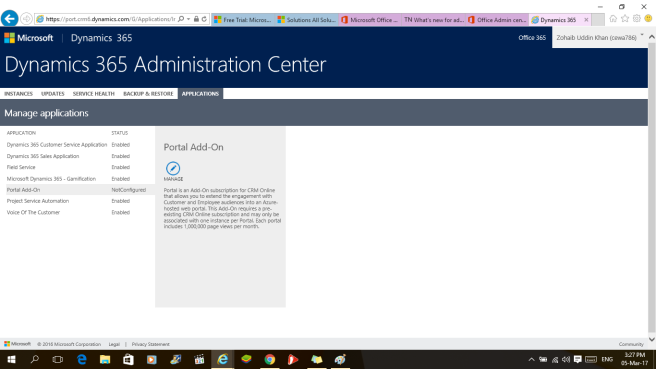 https://port.crm6.dynamics.com/G/Applications/Ir
Free Trial: Micros...
Solutions All Solu...
Microsoft Office ...
TN What's new for ad...
Office Admin cen...
Dynamics 365
Microsoft | Dynamics 365
Office 365
Zohaib Uddin Khan (cewa786)
Dynamics 365 Administration Center
INSTANCES UPDATES SERVICE HEALTH BACKUP & RESTORE APPLICATIONS
Manage applications
APPLICATION STATUS
Dynamics 365 Customer Service Application Enabled
Dynamics 365 Sales Application Enabled
Field Service Enabled
Microsoft Dynamics 365 - Gamification Enabled
Portal Add-On NotConfigured
Project Service Automation Enabled
Voice Of The Customer Enabled
Portal Add-On
MANAGE
Portal is an Add-On subscription for CRM Online
that allows you to extend the engagement with
Customer and Employee audiences into an Azure-
hosted web portal. This Add-On requires a pre-
existing CRM Online subscription and may only be
associated with one instance per Portal. Each portal
includes 1,000,000 page views per month.
Microsoft © 2016 Microsoft Corporation Legal | Privacy Statement
Community
ENG
3:27 PM
05-Mar-17